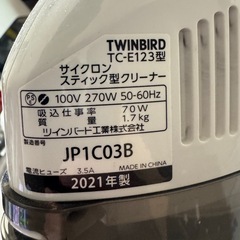 TWINBIRD
TC-E123型
サイクロン
スティック型クリーナー
PS E
100V 270W 50-60Hz
吸込仕事率 70W
質量 1.7kg
ツインバード工業株式会社
製造番号
JP1C03B
電流ヒューズ 3.5A MADE IN CHINA
2021年製